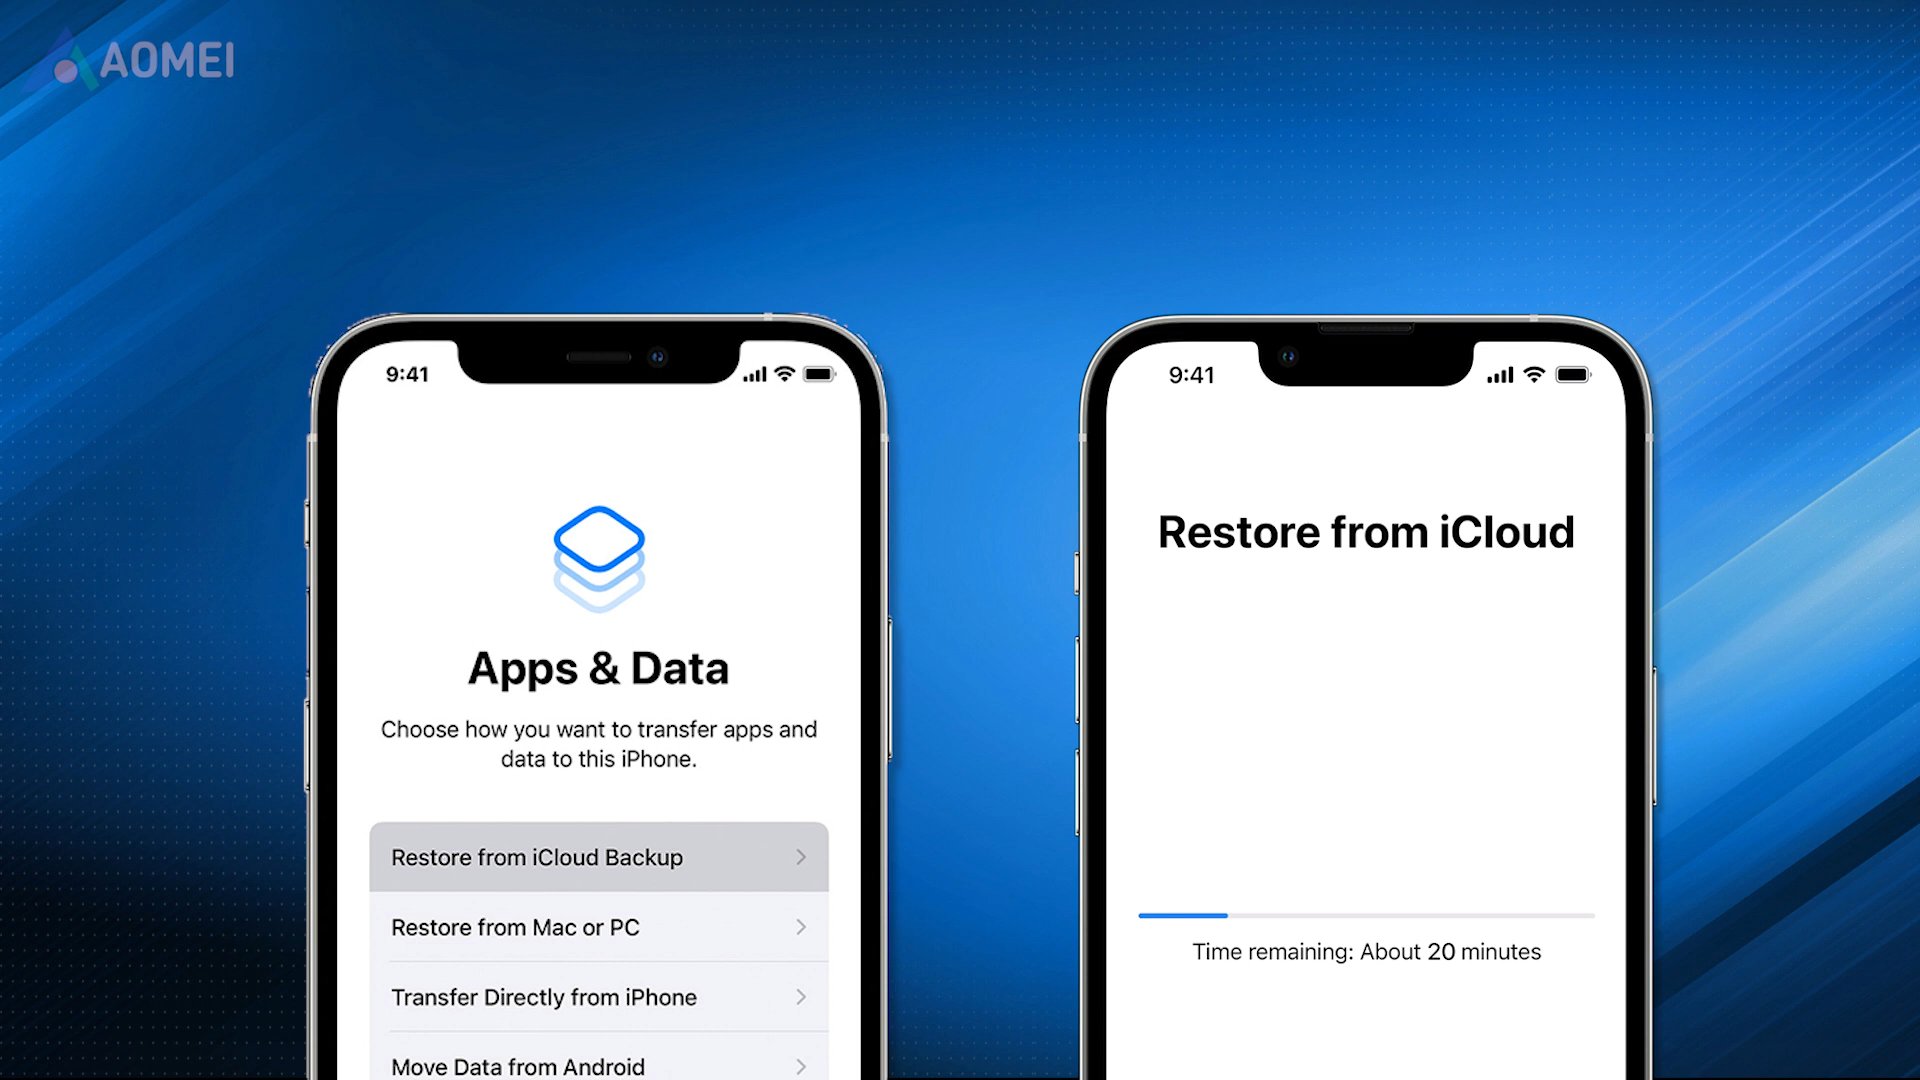 AOMEI
9:41
Apps & Data
Choose how you want to transfer apps and
data to this iPhone.
Restore from iCloud Backup
Restore from Mac or PC
Transfer Directly from iPhone
Move Data from Android
9:41
Restore from iCloud
Time remaining: About 20 minutes